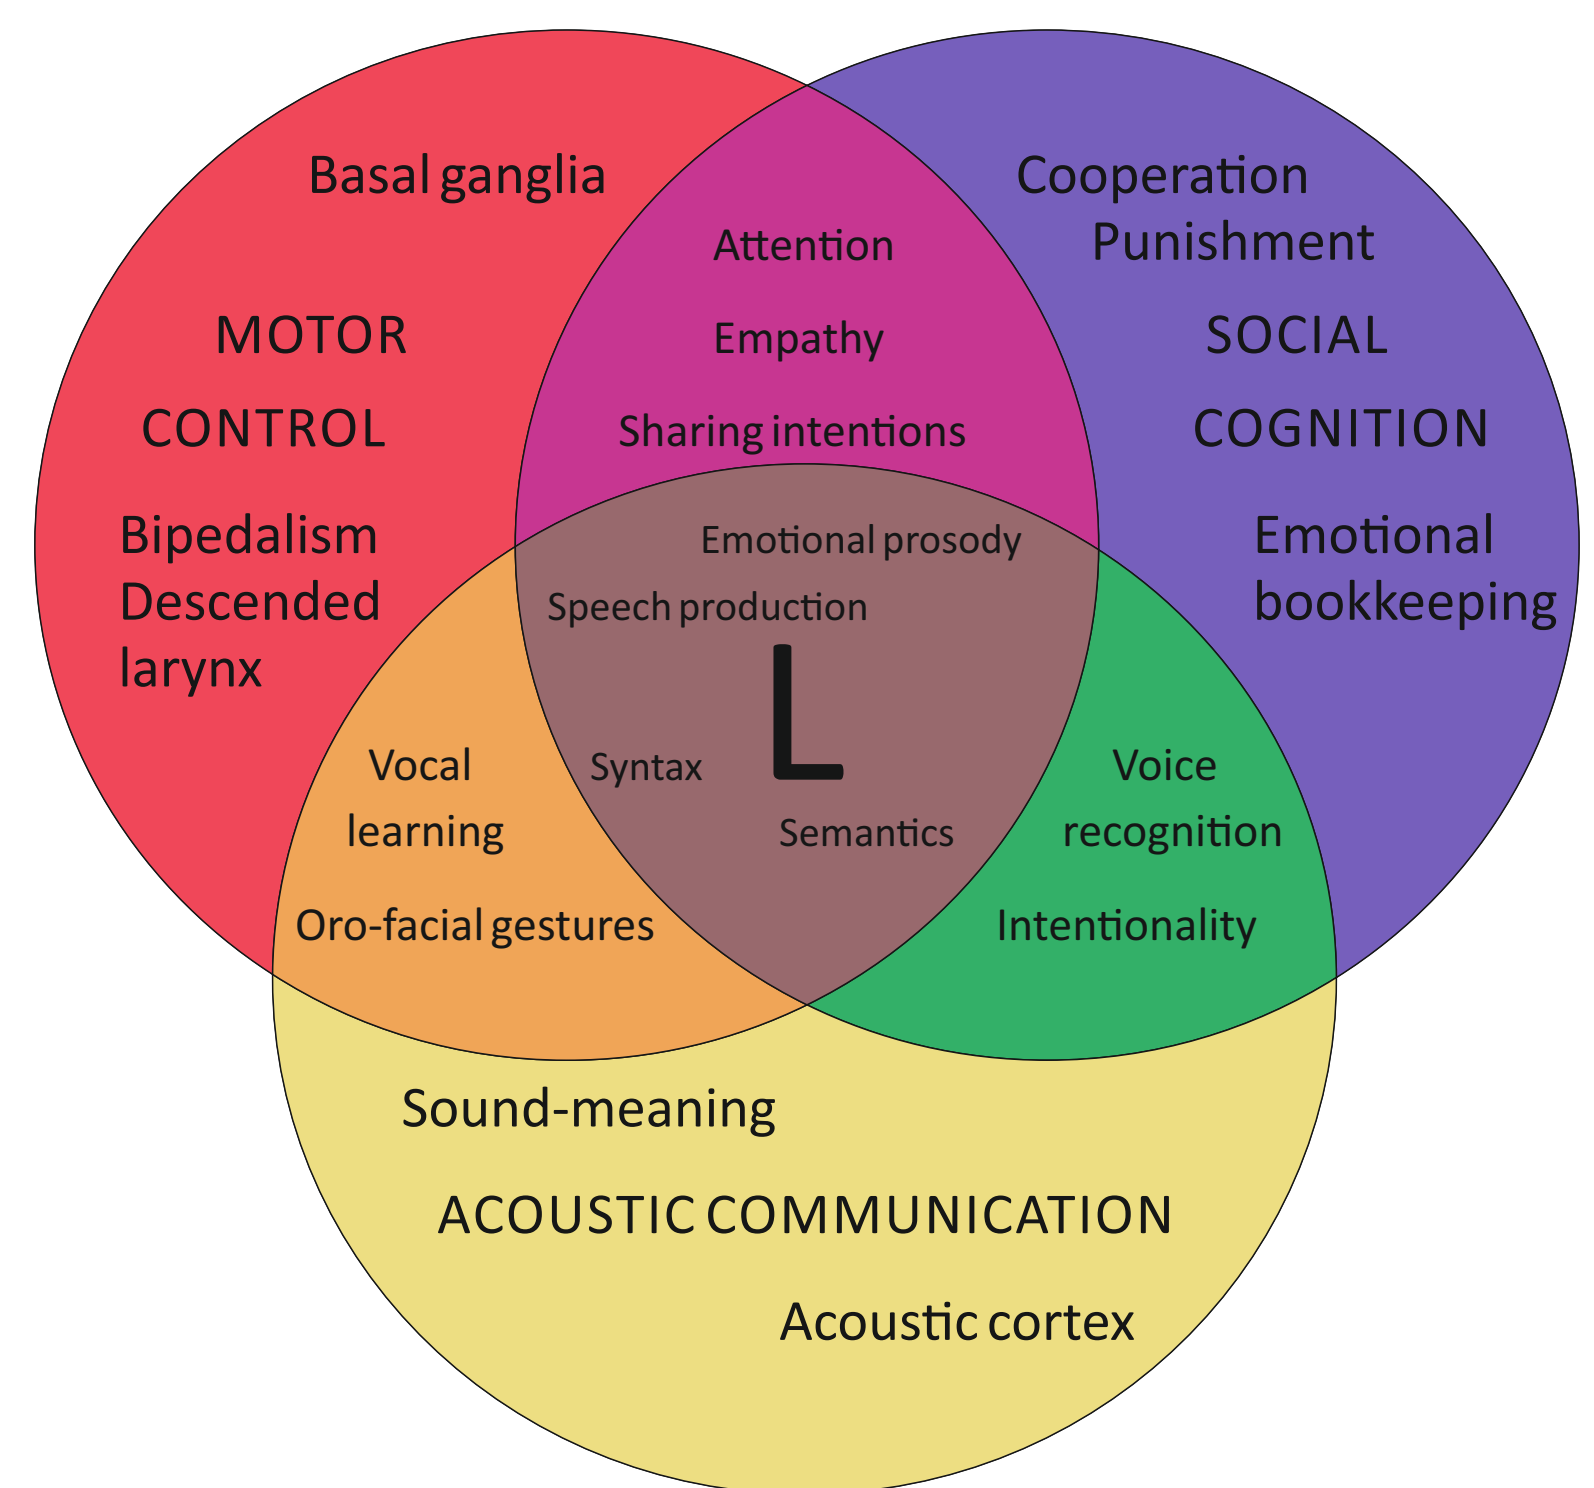 Basal ganglia
MOTOR
CONTROL
Bipedalism
Descended
larynx
Attention
Empathy
Sharing intentions
Cooperation
Punishment
SOCIAL
COGNITION
Emotional
bookkeeping
Emotional prosody
Speech production
L
Syntax
Semantics
Vocal
learning
Oro-facial gestures
Voice
recognition
Intentionality
Sound-meaning
ACOUSTIC COMMUNICATION
Acoustic cortex